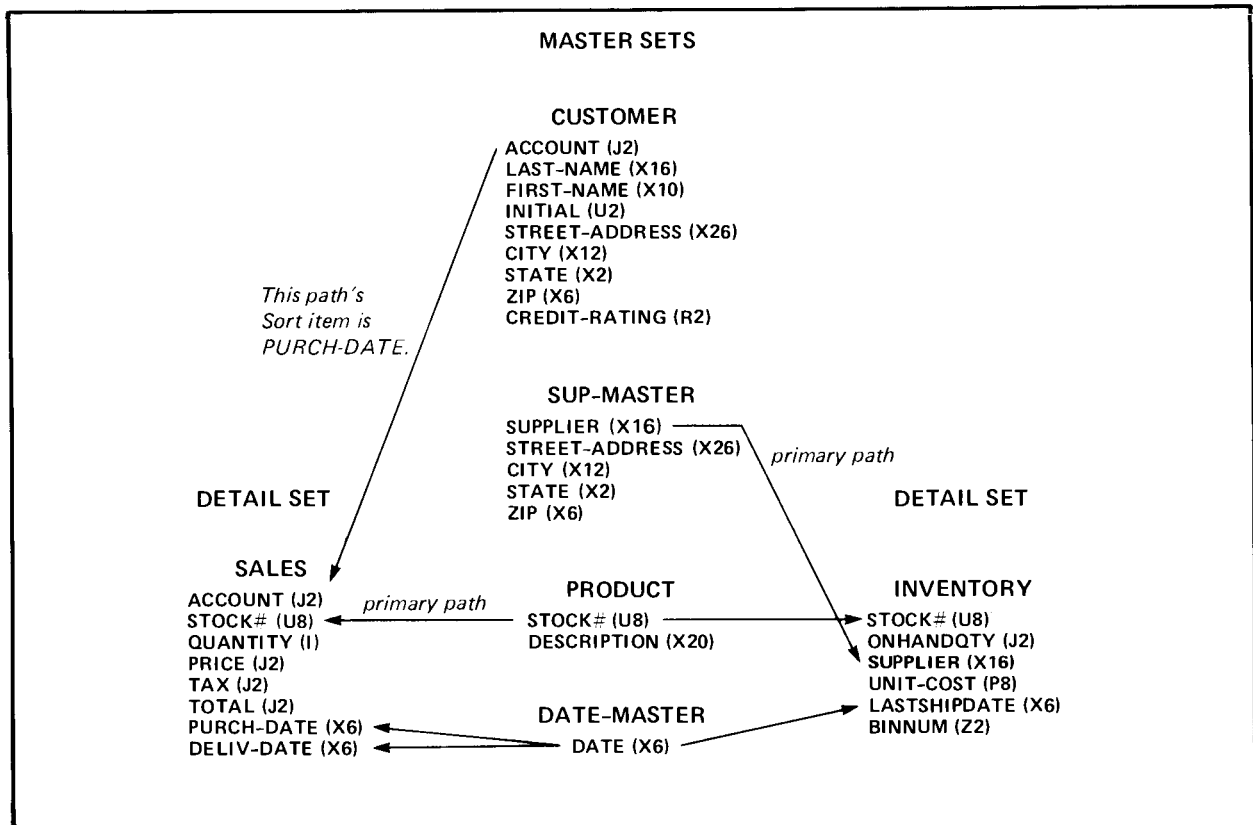 MASTER SETS
CUSTOMER
ACCOUNT (J2)
LAST-NAME (X16)
FIRST-NAME (X10)
INITIAL (U2)
STREET-ADDRESS (X26)
CITY (X12)
STATE (X2)
ZIP (X6)
CREDIT-RATING (R2)
This path's
Sort item is
PURCH-DATE.
SUP-MASTER
SUPPLIER (X16)
STREET-ADDRESS (X26)
CITY (X12)
STATE (X2)
ZIP (X6)
primary path
DETAIL SET
SALES
ACCOUNT (J2)
STOCK# (U8)
QUANTITY (I)
PRICE (J2)
TAX (J2)
TOTAL (J2)
PURCH-DATE (X6)
DELIV-DATE (X6)
primary path
PRODUCT
STOCK# (U8)
DESCRIPTION (X20)
DATE-MASTER
DATE (X6)
DETAIL SET
INVENTORY
STOCK# (U8)
ONHANDQTY (J2)
SUPPLIER (X16)
UNIT-COST (P8)
LASTSHIPDATE (X6)
BINNUM (Z2)